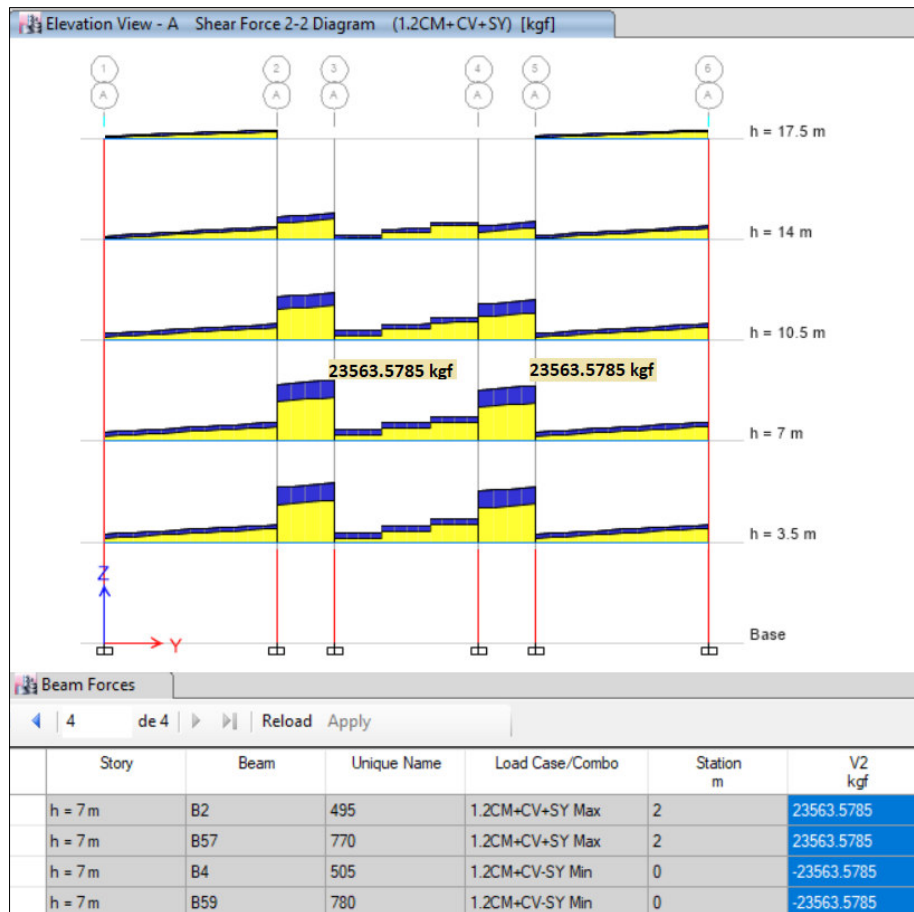 Elevation View - A Shear Force 2-2 Diagram (1.2CM+CV+SY) [kgf]
1 2 3 4 5 6
A A A A A A
h = 17.5 m
h = 14 m
h = 10.5 m
23563.5785 kgf 23563.5785 kgf
h = 7 m
h = 3.5 m
Z
Base
Y
Beam Forces
4 de 4 Reload Apply
Story Beam Unique Name Load Case/Combo Station V2
m kgf
h = 7 m B2 495 1.2CM+CV+SY Max 2 23563.5785
h = 7 m B57 770 1.2CM+CV+SY Max 2 23563.5785
h = 7 m B4 505 1.2CM+CV-SY Min 0 -23563.5785
h = 7 m B59 780 1.2CM+CV-SY Min 0 -23563.5785